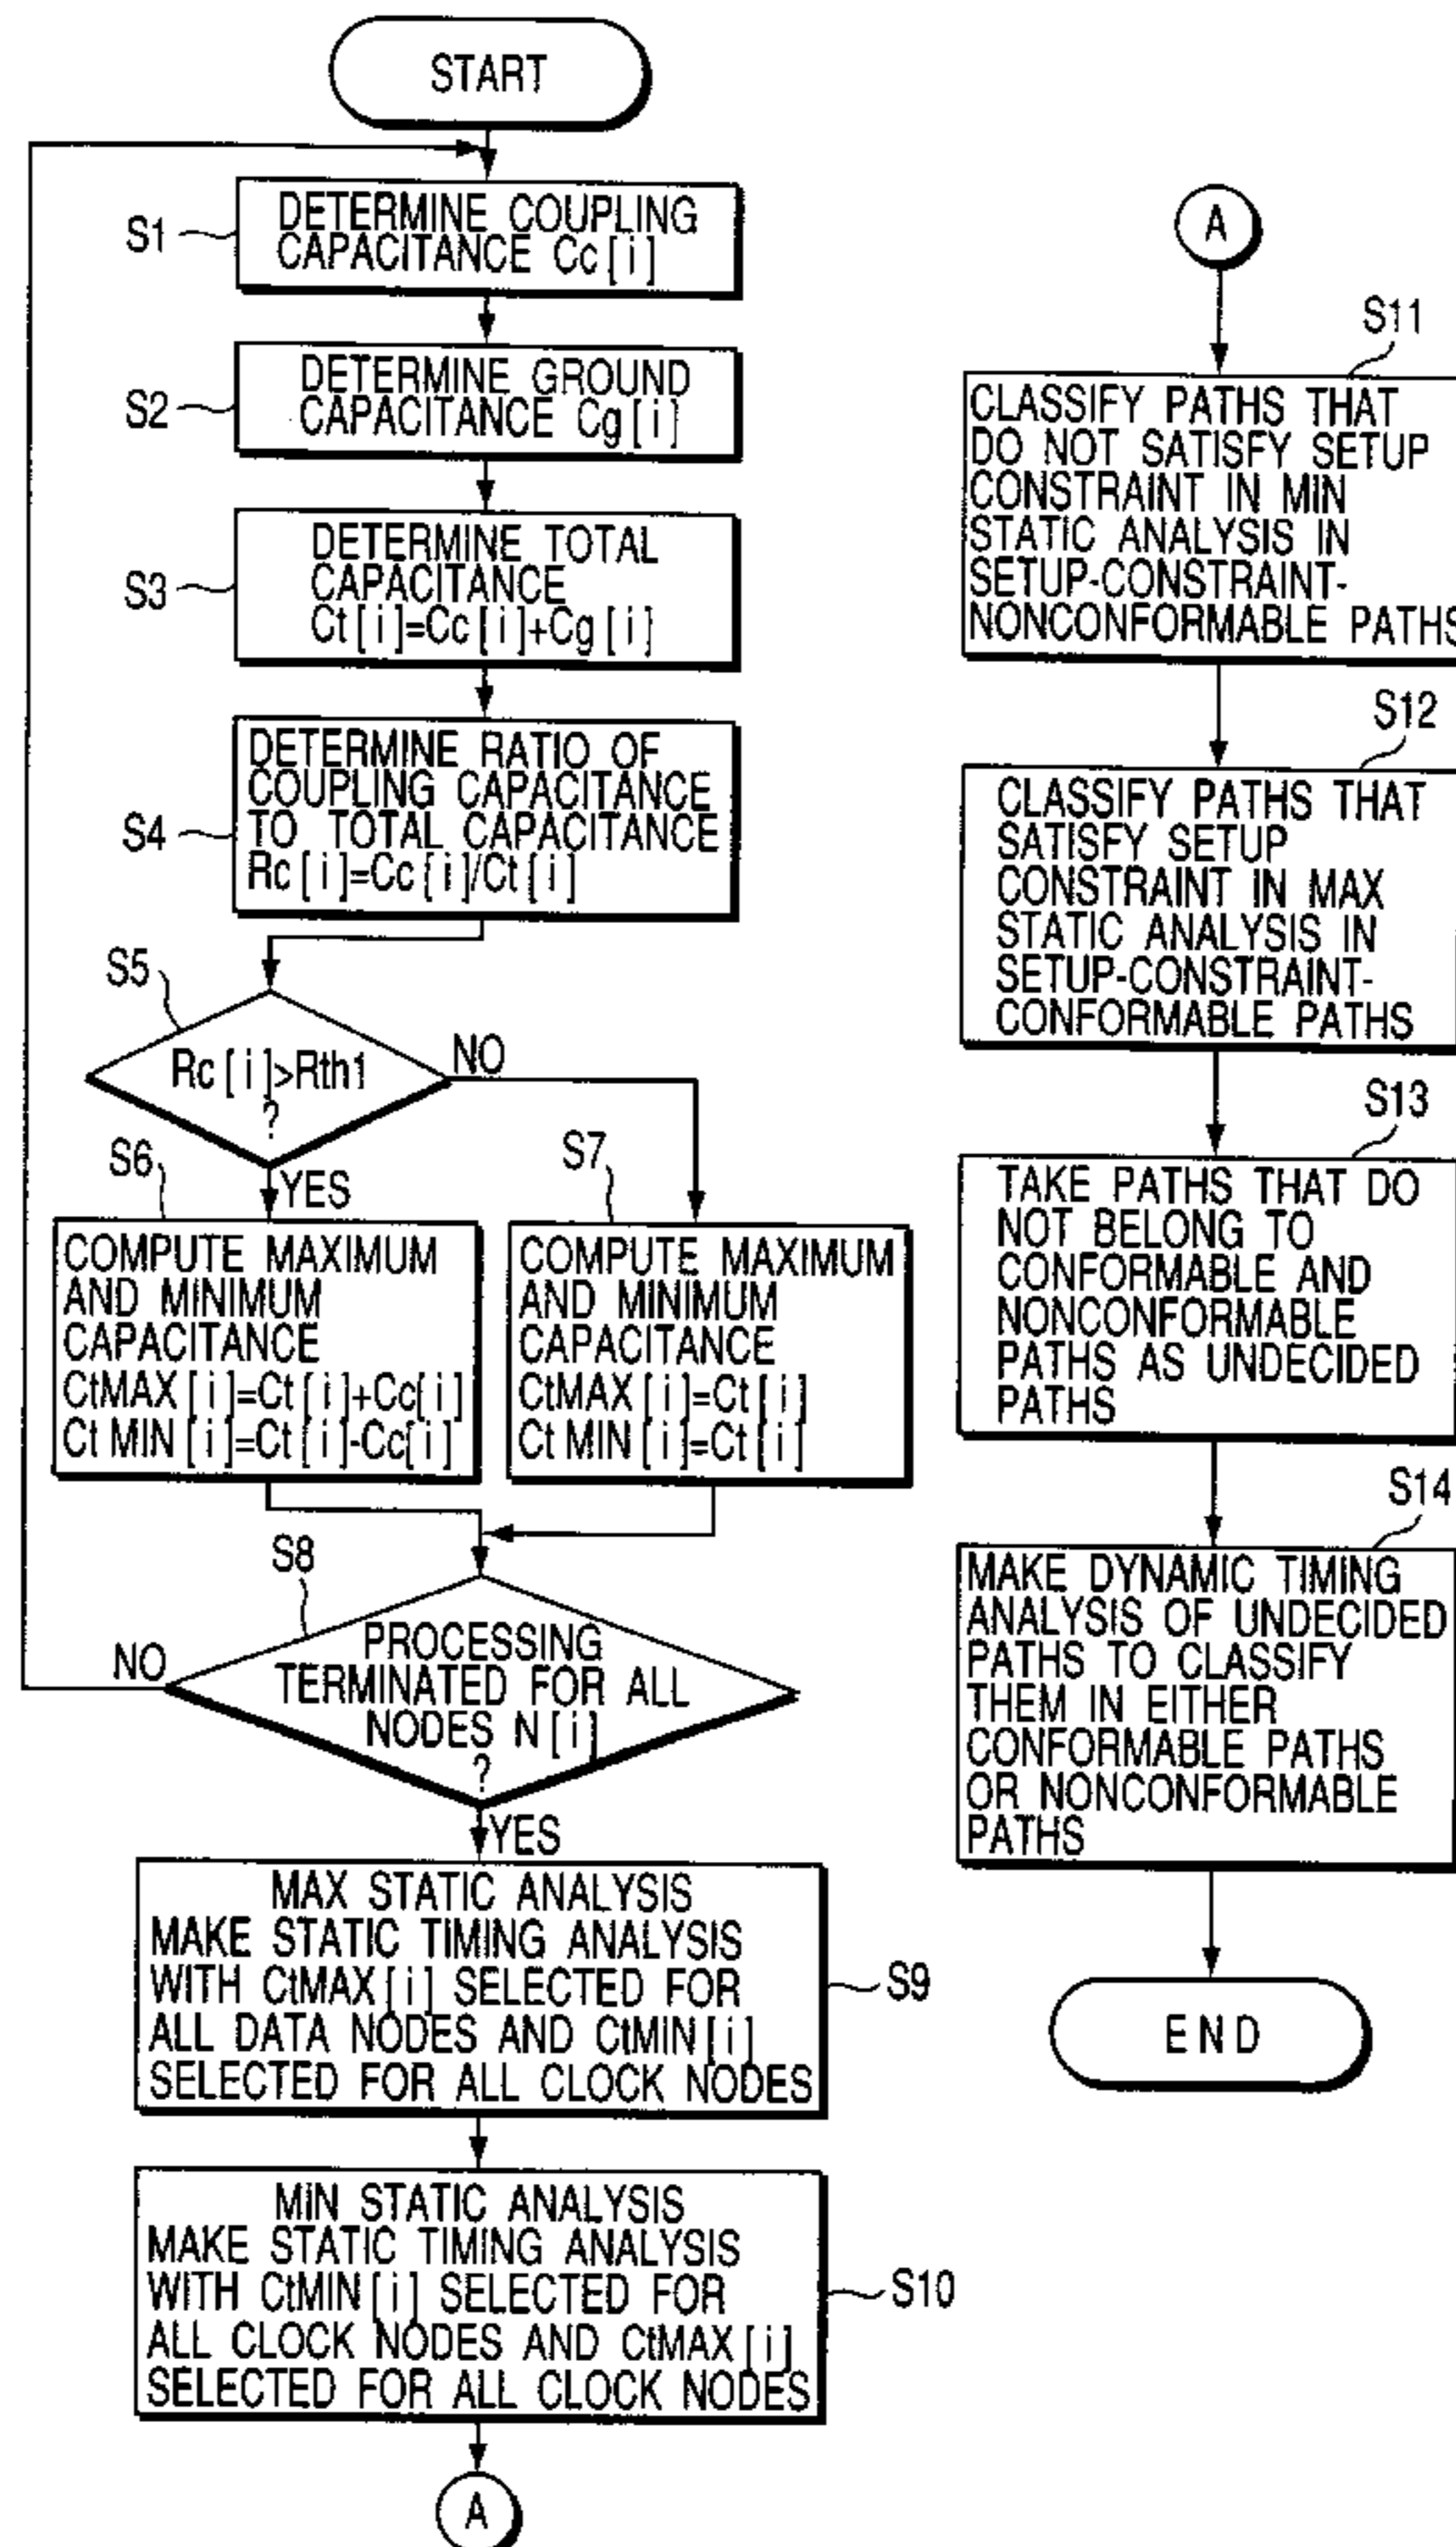 START
S1
DETERMINE COUPLING
CAPACITANCE Cc[i]
S2
DETERMINE GROUND
CAPACITANCE Cg[i]
S3
DETERMINE TOTAL
CAPACITANCE
Ct[i]=Cc[i]+Cg[i]
S4
DETERMINE RATIO OF
COUPLING CAPACITANCE
TO TOTAL CAPACITANCE
Rc[i]=Cc[i]/Ct[i]
S5
Rc[i]>Rth1
?
NO
YES
S6
COMPUTE MAXIMUM
AND MINIMUM
CAPACITANCE
CtMAX[i]=Ct[i]+Cc[i]
CtMIN[i]=Ct[i]-Cc[i]
S7
COMPUTE MAXIMUM
AND MINIMUM
CAPACITANCE
CtMAX[i]=Ct[i]
CtMIN[i]=Ct[i]
S8
PROCESSING
TERMINATED FOR ALL
NODES N[i]
?
NO
YES
MAX STATIC ANALYSIS
MAKE STATIC TIMING ANALYSIS
WITH CtMAX[i] SELECTED FOR
ALL DATA NODES AND CtMIN[i]
SELECTED FOR ALL CLOCK NODES
S9
MIN STATIC ANALYSIS
MAKE STATIC TIMING ANALYSIS
WITH CtMIN[i] SELECTED FOR
ALL CLOCK NODES AND CtMAX[i]
SELECTED FOR ALL CLOCK NODES
S10
A
A
S11
CLASSIFY PATHS THAT
DO NOT SATISFY SETUP
CONSTRAINT IN MIN
STATIC ANALYSIS IN
SETUP-CONSTRAINT-
NONCONFORMABLE PATHS
S12
CLASSIFY PATHS THAT
SATISFY SETUP
CONSTRAINT IN MAX
STATIC ANALYSIS IN
SETUP-CONSTRAINT-
CONFORMABLE PATHS
S13
TAKE PATHS THAT DO
NOT BELONG TO
CONFORMABLE AND
NONCONFORMABLE
PATHS AS UNDECIDED
PATHS
S14
MAKE DYNAMIC TIMING
ANALYSIS OF UNDECIDED
PATHS TO CLASSIFY
THEM IN EITHER
CONFORMABLE PATHS
OR NONCONFORMABLE
PATHS
END